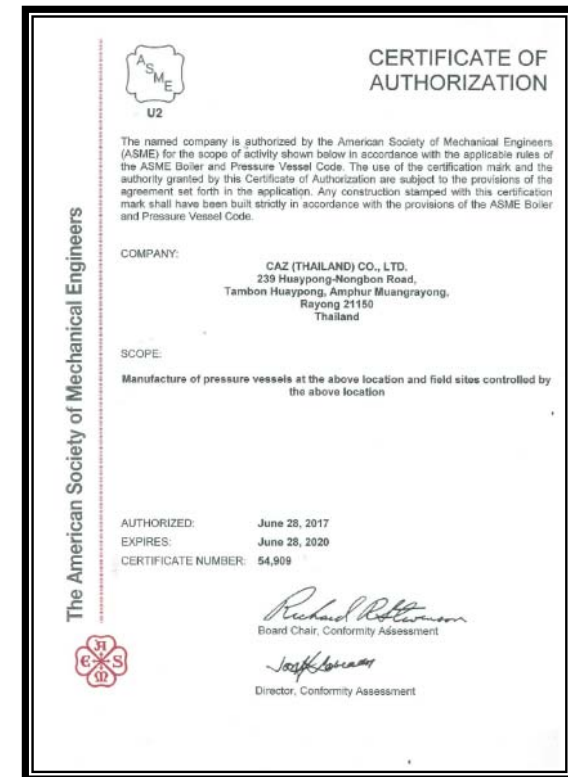 ASME
U2
CERTIFICATE OF
AUTHORIZATION
The named company is authorized by the American Society of Mechanical Engineers
(ASME) for the scope of activity shown below in accordance with the applicable rules of
the ASME Boiler and Pressure Vessel Code. The use of the certification mark and the
authority granted by this Certificate of Authorization are subject to the provisions of the
agreement set forth in the application. Any construction stamped with this certification
mark shall have been built strictly in accordance with the provisions of the ASME Boiler
and Pressure Vessel Code.
COMPANY:
CAZ (THAILAND) CO., LTD.
239 Huaypong-Nongbon Road,
Tambon Huaypong, Amphur Muangrayong,
Rayong 21150
Thailand
SCOPE:
Manufacture of pressure vessels at the above location and field sites controlled by
the above location
AUTHORIZED: June 28, 2017
EXPIRES: June 28, 2020
CERTIFICATE NUMBER: 54,909
Board Chair, Conformity Assessment
Director, Conformity Assessment
The American Society of Mechanical Engineers
ASME